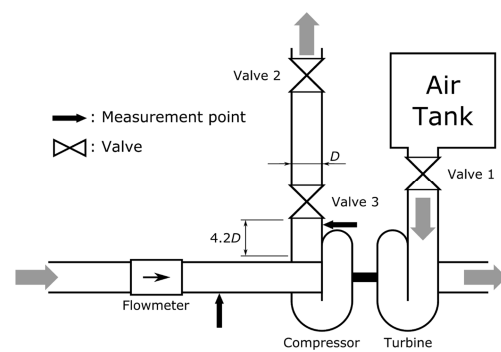 Valve 2
Air
Tank
: Measurement point
: Valve
D
Valve 1
Valve 3
4.2D
Flowmeter
Compressor
Turbine